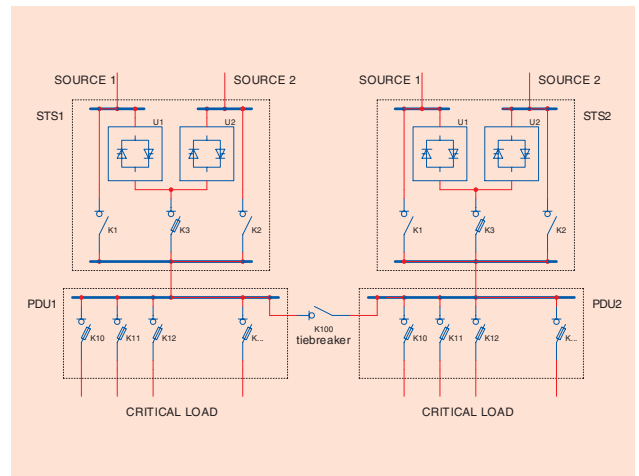 SOURCE 1 SOURCE 2 SOURCE 1 SOURCE 2
STS1 STS2
U1 U2 U1 U2
K1 K3 K2 K1 K3 K2
PDU1 PDU2
K10 K11 K12 K... K100 K10 K11 K12 K...
tiebreaker
CRITICAL LOAD CRITICAL LOAD